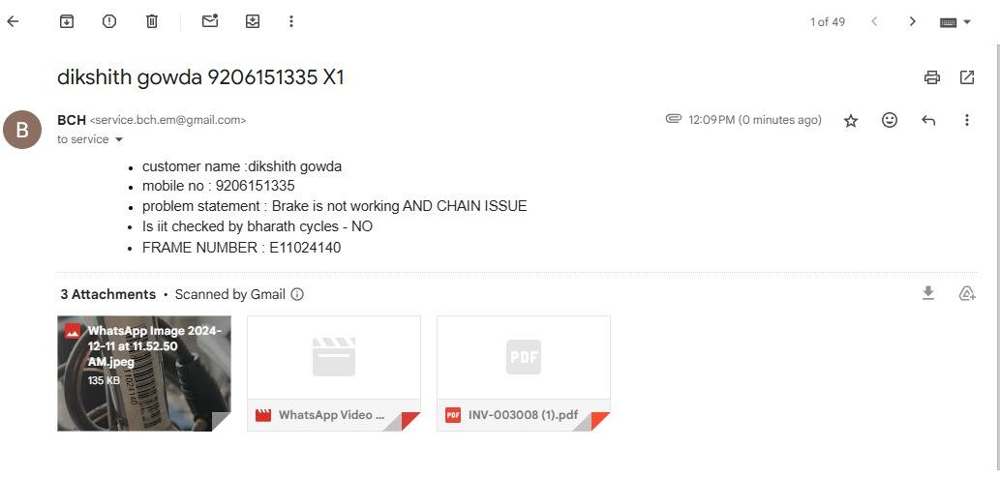 1 of 49
dikshith gowda 9206151335 X1
B
BCH <service.bch.em@gmail.com>
12:09 PM (0 minutes ago)
to service
customer name :dikshith gowda
mobile no : 9206151335
problem statement : Brake is not working AND CHAIN ISSUE
Is iit checked by bharath cycles - NO
FRAME NUMBER : E11024140
3 Attachments • Scanned by Gmail
WhatsApp Image 2024-
12-11 at 11.52.50
AM.jpeg
135 KB
11024140
PDF
WhatsApp Video ...
PDF INV-003008 (1).pdf